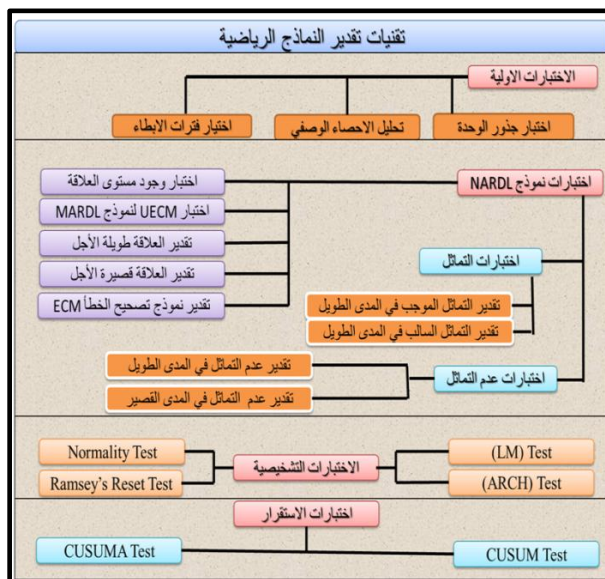 تقنيات تقدير النماذج الرياضية
الاختبارات الاولية
اختبار جذور الوحدة
تحليل الاحصاء الوصفي
اختيار فترات الابطاء
اختبارات نموذج NARDL
اختبار وجود مستوى العلاقة
اختبار UECM لنموذج MARDL
تقدير العلاقة طويلة الأجل
تقدير العلاقة قصيرة الأجل
تقدير نموذج تصحيح الخطأ ECM
اختبارات التماثل
تقدير التماثل الموجب في المدى الطويل
تقدير التماثل السالب في المدى الطويل
اختبارات عدم التماثل
تقدير عدم التماثل في المدى الطويل
تقدير عدم التماثل في المدى القصير
الاختبارات التشخيصية
(LM) Test
(ARCH) Test
Normality Test
Ramsey's Reset Test
اختبارات الاستقرار
CUSUM Test
CUSUMA Test